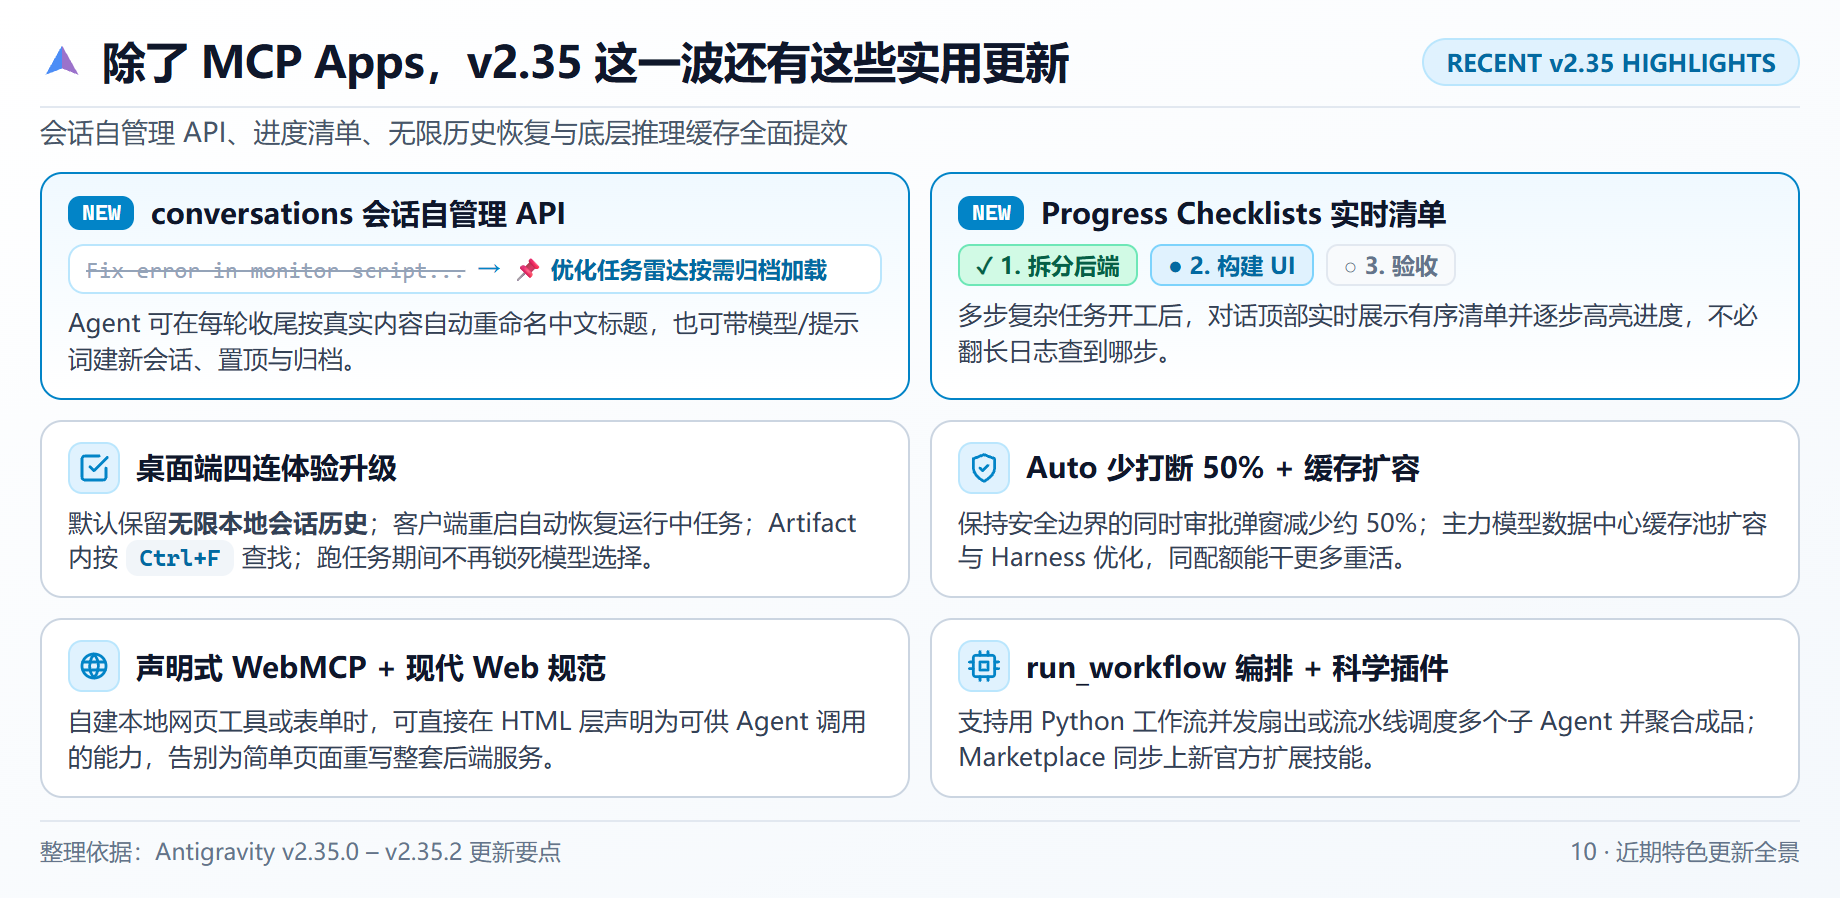 除了 MCP Apps，v2.35 这一波还有这些实用更新
RECENT v2.35 HIGHLIGHTS
会话自管理 API、进度清单、无限历史恢复与底层推理缓存全面提效
NEW conversations 会话自管理 API
Fix error in monitor script... → 📌 优化任务雷达按需归档加载
Agent 可在每轮收尾按真实内容自动重命名中文标题，也可带模型/提示
词建新会话、置顶与归档。
NEW Progress Checklists 实时清单
✓ 1. 拆分后端 ● 2. 构建 UI ○ 3. 验收
多步复杂任务开工后，对话顶部实时展示有序清单并逐步高亮进度，不必
翻长日志查到哪步。
桌面端四连体验升级
默认保留无限本地会话历史；客户端重启自动恢复运行中任务；Artifact
内按 Ctrl+F 查找；跑任务期间不再锁死模型选择。
Auto 少打断 50% + 缓存扩容
保持安全边界的同时审批弹窗减少约 50%；主力模型数据中心缓存池扩容
与 Harness 优化，同配额能干更多重活。
声明式 WebMCP + 现代 Web 规范
自建本地网页工具或表单时，可直接在 HTML 层声明为可供 Agent 调用
的能力，告别为简单页面重写整套后端服务。
run_workflow 编排 + 科学插件
支持用 Python 工作流并发扇出或流水线调度多个子 Agent 并聚合成品；
Marketplace 同步上新官方扩展技能。
整理依据：Antigravity v2.35.0 – v2.35.2 更新要点
10 · 近期特色更新全景